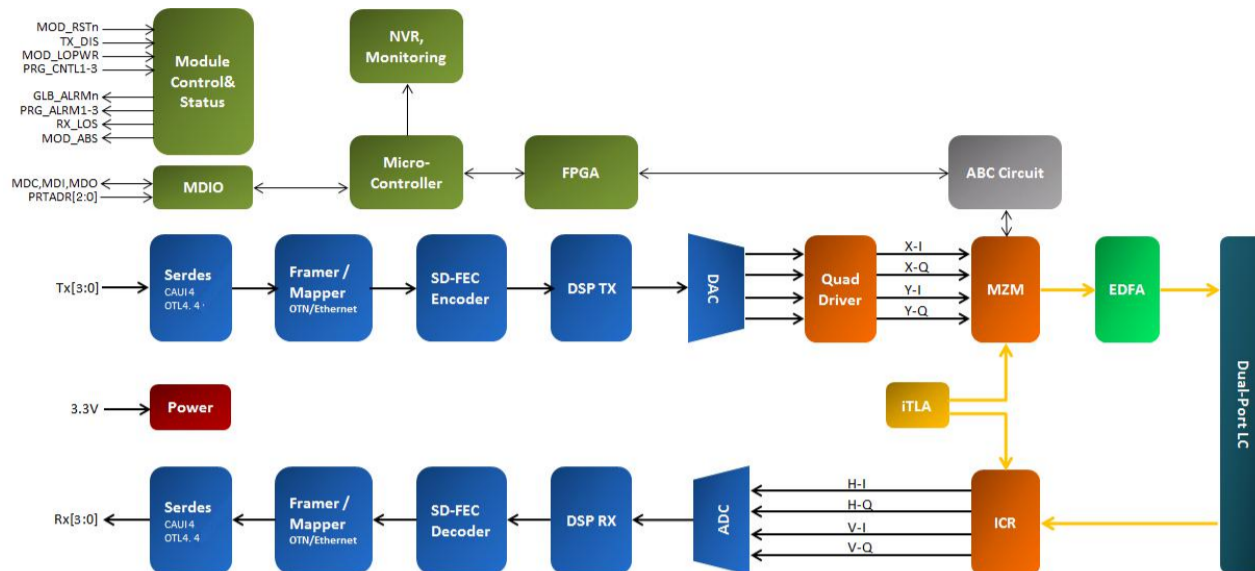 MOD_RSTn
TX_DIS
MOD_LOPWR
PRG_CNTL1-3
GLB_ALRMn
PRG_ALRM1-3
RX_LOS
MOD_ABS
Module
Control&
Status
NVR,
Monitoring
MDC,MDI,MDO
PRTADR[2:0]
MDIO
Micro-
Controller
FPGA
ABC Circuit
Tx[3:0]
Serdes
CAUI4
OTL4. 4
Framer /
Mapper
OTN/Ethernet
SD-FEC
Encoder
DSP TX
DAC
Quad
Driver
X-I
X-Q
Y-I
Y-Q
MZM
EDFA
Dual-Port LC
3.3V
Power
iTLA
Rx[3:0]
Serdes
CAUI4
OTL4. 4
Framer /
Mapper
OTN/Ethernet
SD-FEC
Decoder
DSP RX
ADC
H-I
H-Q
V-I
V-Q
ICR